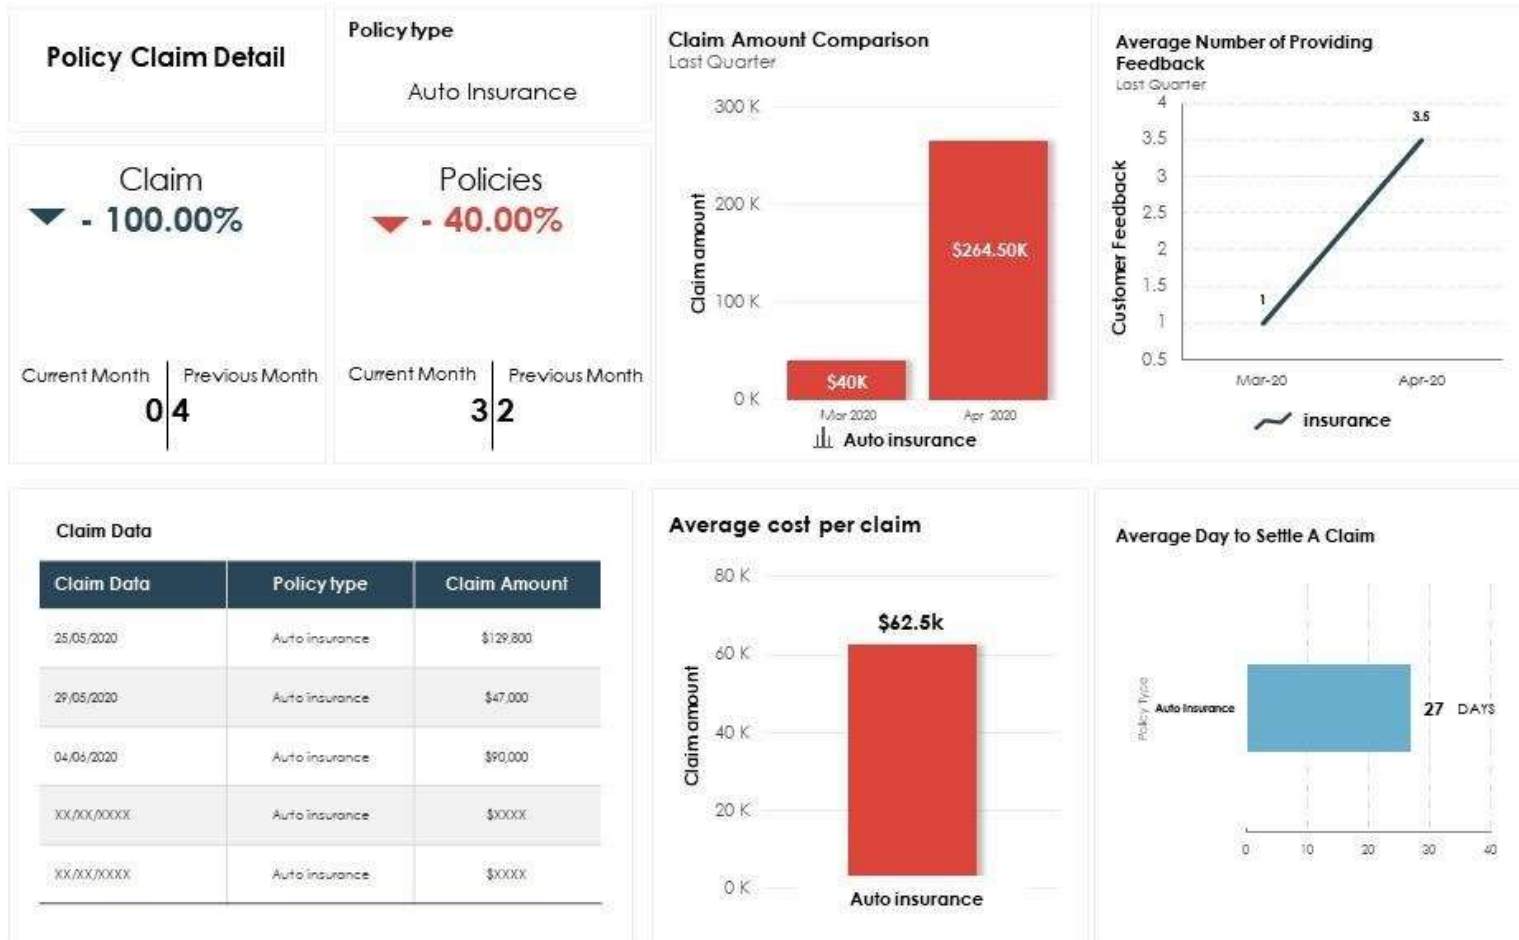 Policy Claim Detail
Policy type
Auto Insurance
Claim
- 100.00%
Current Month
Previous Month
0 4
Policies
- 40.00%
Current Month
Previous Month
3 2
Claim Amount Comparison
Last Quarter
300 K
200 K
100 K
0 K
Claim amount
$40K
$264.50K
Mar 2020
Apr 2020
Auto insurance
Average Number of Providing
Feedback
Last Quarter
4
3.5
3
2.5
2
1.5
1
0.5
Customer Feedback
1
3.5
Mar-20
Apr-20
insurance
Claim Data
Claim Data Policy type Claim Amount
25/05/2020 Auto insurance $129,800
29/05/2020 Auto insurance $47,000
04/06/2020 Auto insurance $90,000
XX/XX/XXXX Auto insurance $XXXX
XX/XX/XXXX Auto insurance $XXXX
Average cost per claim
80 K
60 K
40 K
20 K
0 K
Claim amount
$62.5k
Auto insurance
Average Day to Settle A Claim
Policy Type
Auto Insurance
27 DAYS
0 10 20 30 40